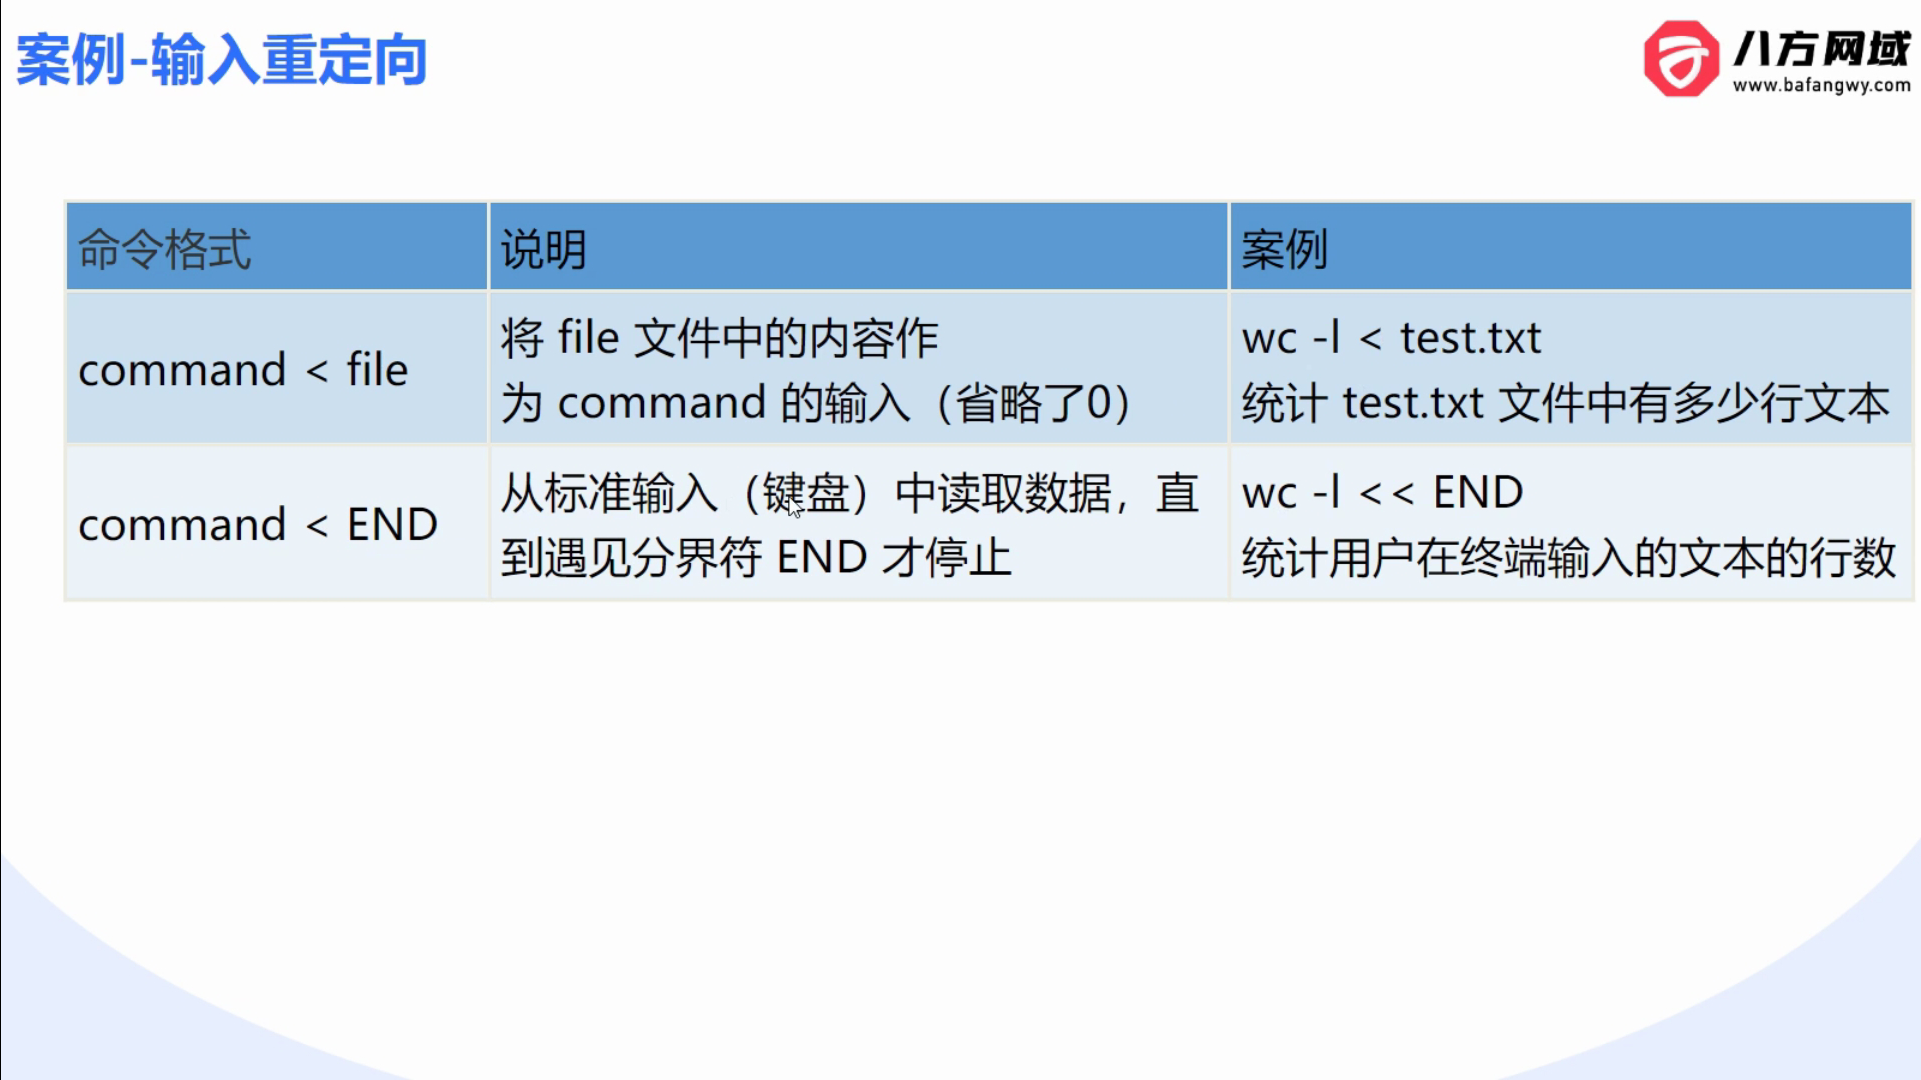 案例-输入重定向
八方网域
www.bafangwy.com
命令格式
说明
案例
command < file
将 file 文件中的内容作
为 command 的输入（省略了0）
wc -l < test.txt
统计 test.txt 文件中有多少行文本
command < END
从标准输入（键盘）中读取数据，直
到遇见分界符 END 才停止
wc -l << END
统计用户在终端输入的文本的行数